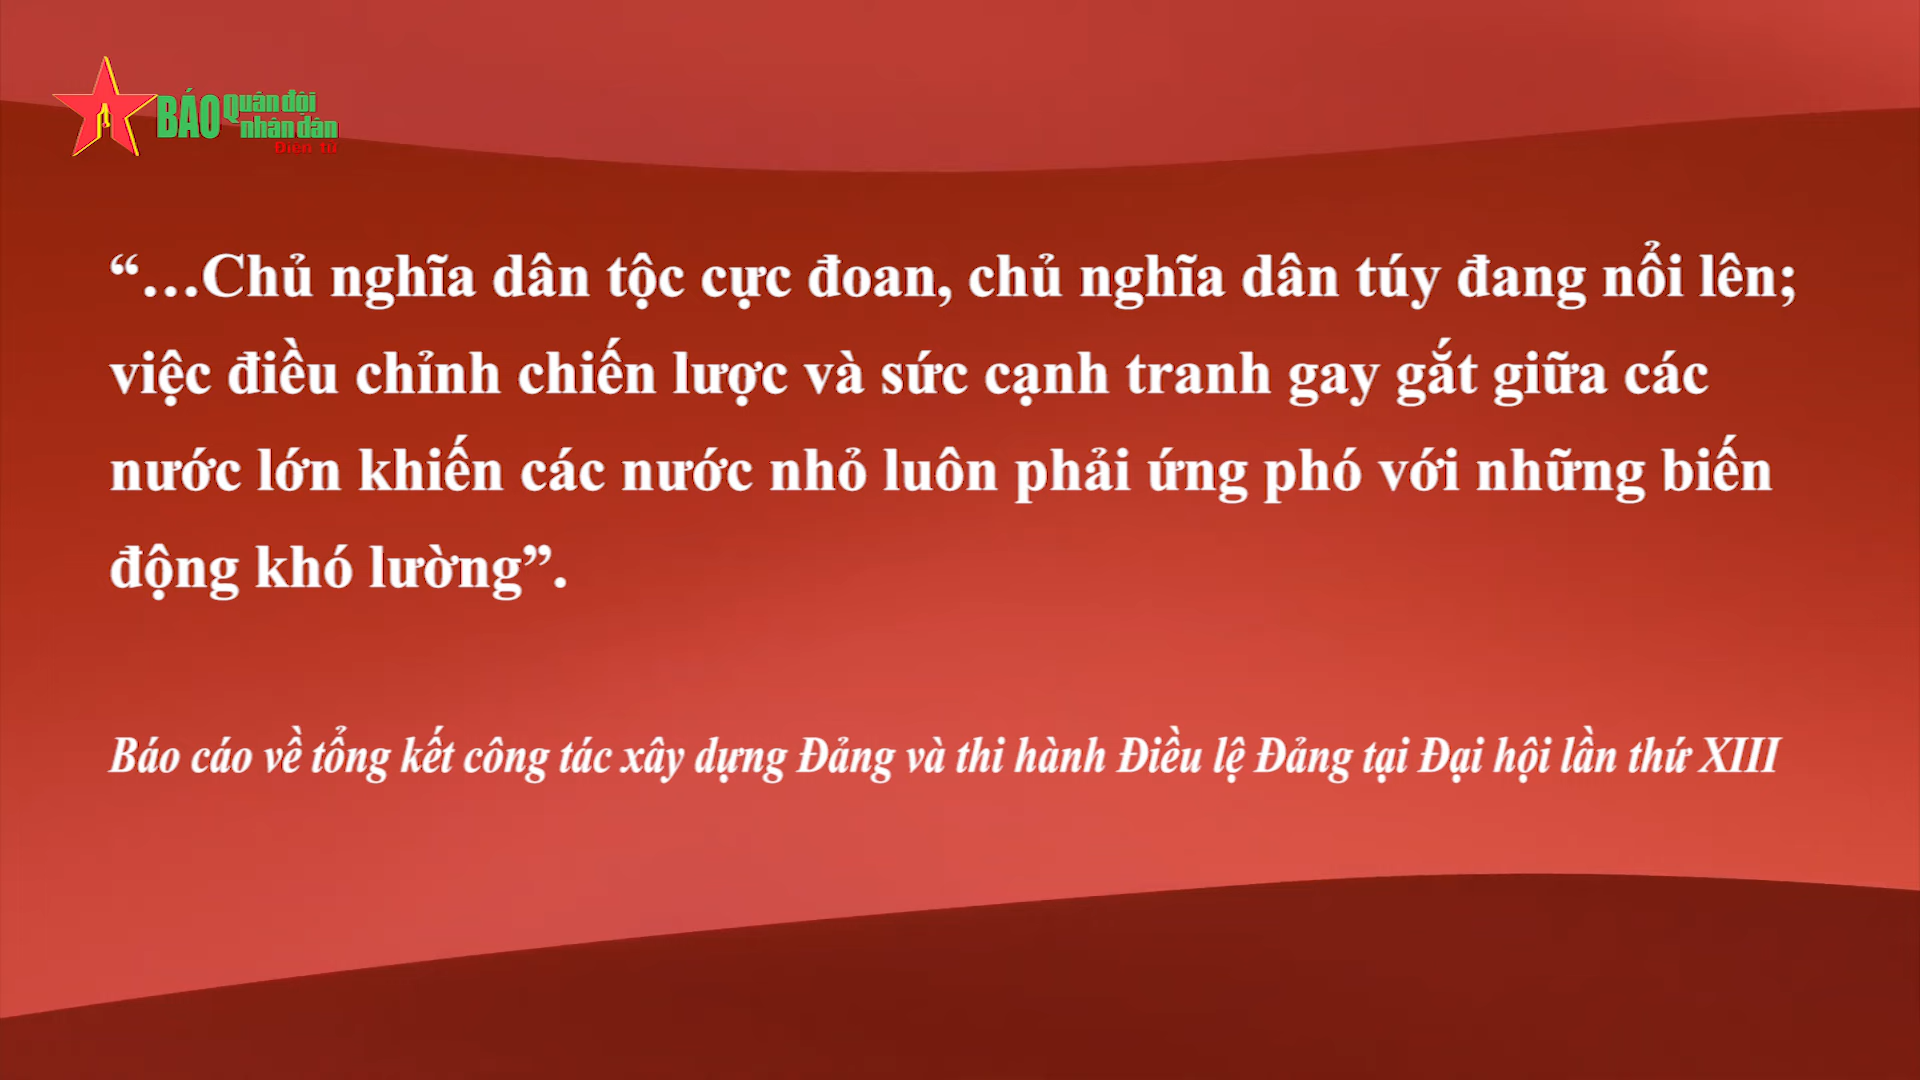 BÁO Quân đội
nhân dân
Điện tử
“…Chủ nghĩa dân tộc cực đoan, chủ nghĩa dân túy đang nổi lên;
việc điều chỉnh chiến lược và sức cạnh tranh gay gắt giữa các
nước lớn khiến các nước nhỏ luôn phải ứng phó với những biến
động khó lường”.
Báo cáo về tổng kết công tác xây dựng Đảng và thi hành Điều lệ Đảng tại Đại hội lần thứ XIII